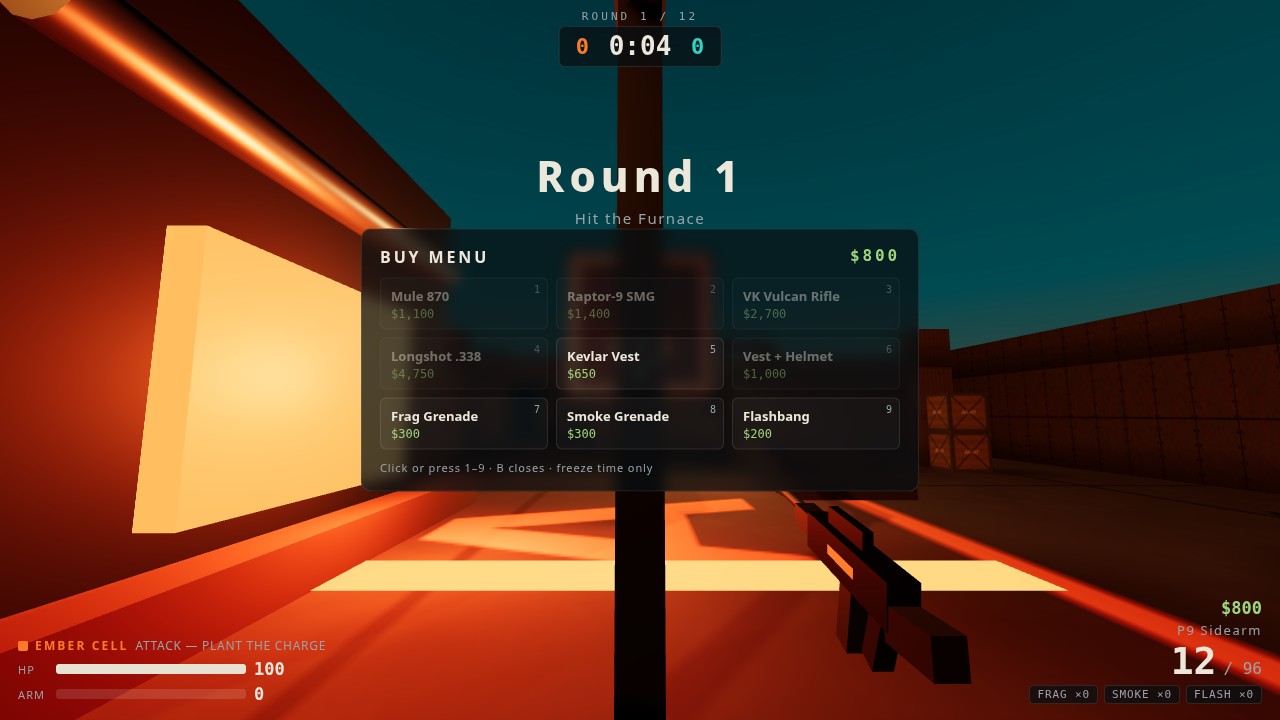 ROUND 1 / 12
0 0:04 0
Round 1
Hit the Furnace
BUY MENU $800
Mule 870 1
$1,100
Raptor-9 SMG 2
$1,400
VK Vulcan Rifle 3
$2,700
Longshot .338 4
$4,750
Kevlar Vest 5
$650
Vest + Helmet 6
$1,000
Frag Grenade 7
$300
Smoke Grenade 8
$300
Flashbang 9
$200
Click or press 1–9 · B closes · freeze time only
EMBER CELL ATTACK — PLANT THE CHARGE
HP 100
ARM 0
$800
P9 Sidearm
12 / 96
FRAG ×0 SMOKE ×0 FLASH ×0